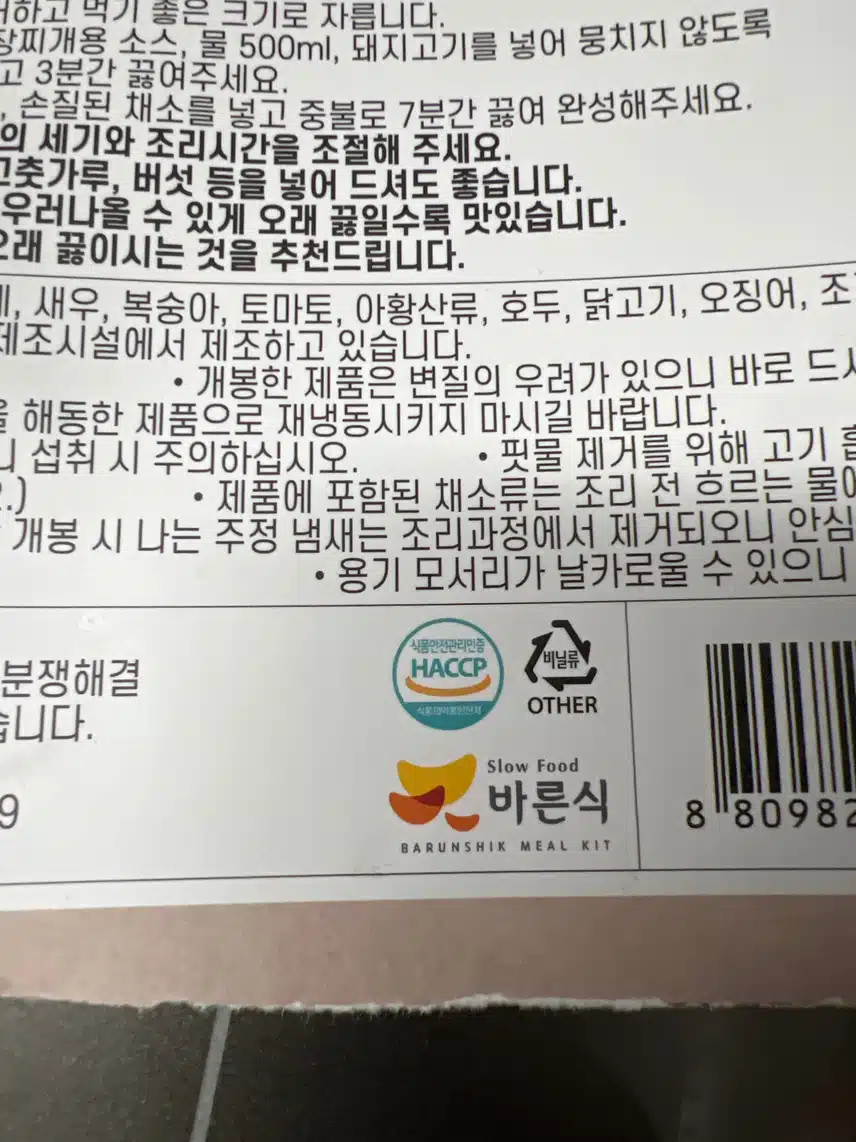 하고 먹기 좋은 크기로 자릅니다.
장찌개용 소스, 물 500ml, 돼지고기를 넣어 뭉치지 않도록
고 3분간 끓여주세요.
, 손질된 채소를 넣고 중불로 7분간 끓여 완성해주세요.
의 세기와 조리시간을 조절해 주세요.
고춧가루, 버섯 등을 넣어 드셔도 좋습니다.
우러나올 수 있게 오래 끓일수록 맛있습니다.
오래 끓이시는 것을 추천드립니다.
게, 새우, 복숭아, 토마토, 아황산류, 호두, 닭고기, 오징어, 조
제조시설에서 제조하고 있습니다.
• 개봉한 제품은 변질의 우려가 있으니 바로 드시
을 해동한 제품으로 재냉동시키지 마시길 바랍니다.
니 섭취 시 주의하십시오. • 핏물 제거를 위해 고기 흡
.) • 제품에 포함된 채소류는 조리 전 흐르는 물에
개봉 시 나는 주정 냄새는 조리과정에서 제거되오니 안심
• 용기 모서리가 날카로울 수 있으니
분쟁해결
습니다.
9
식품안전관리인증
HACCP
비닐류
OTHER
Slow Food
바른식
BARUNSHIK MEAL KIT
8 80982